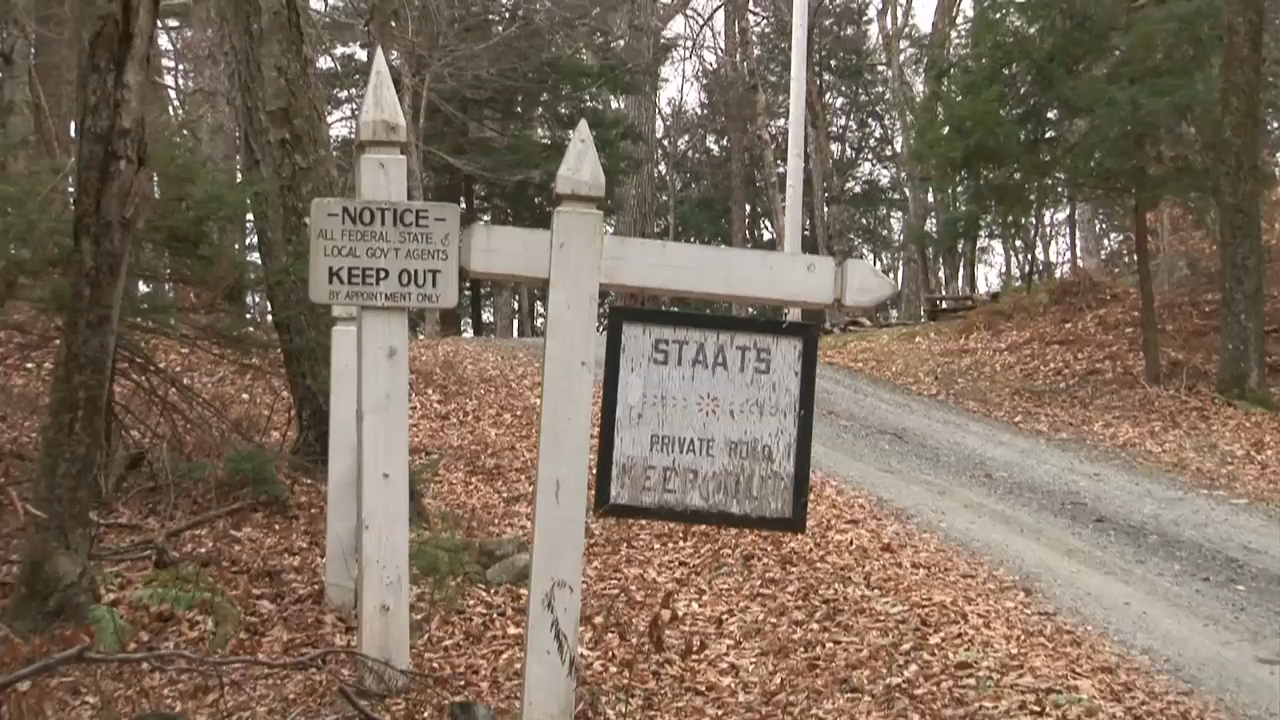 -NOTICE-
ALL FEDERAL, STATE, &
LOCAL GOV'T AGENTS
KEEP OUT
BY APPOINTMENT ONLY
STAATS
PRIVATE ROAD